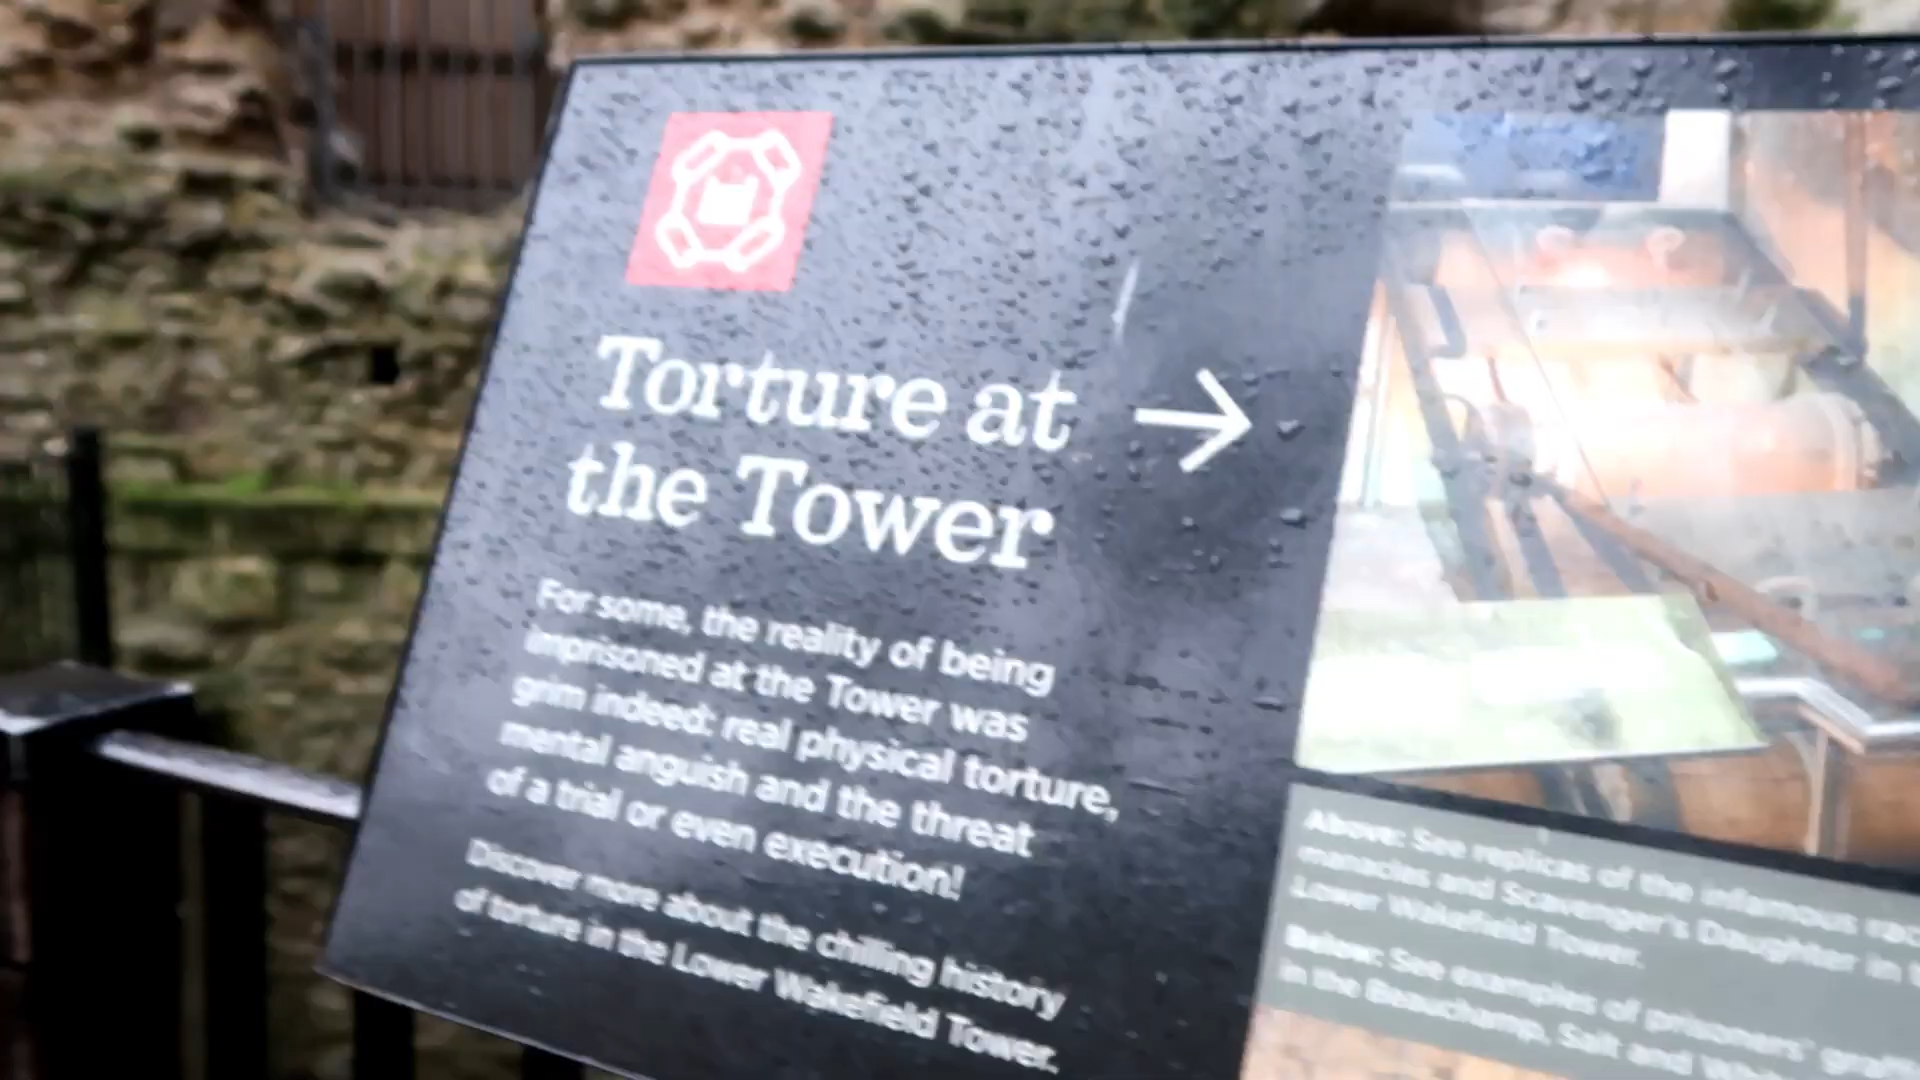 Torture at
the Tower
For some, the reality of being
imprisoned at the Tower was
grim indeed: real physical torture,
mental anguish and the threat
of a trial or even execution!
Discover more about the chilling history
of torture in the Lower Wakefield Tower.
Above: See replicas of the infamous
manacles and Scavenger's Daughter in
Lower Wakefield Tower.
Below: See examples of prisoners'
in the Beauchamp, Salt and